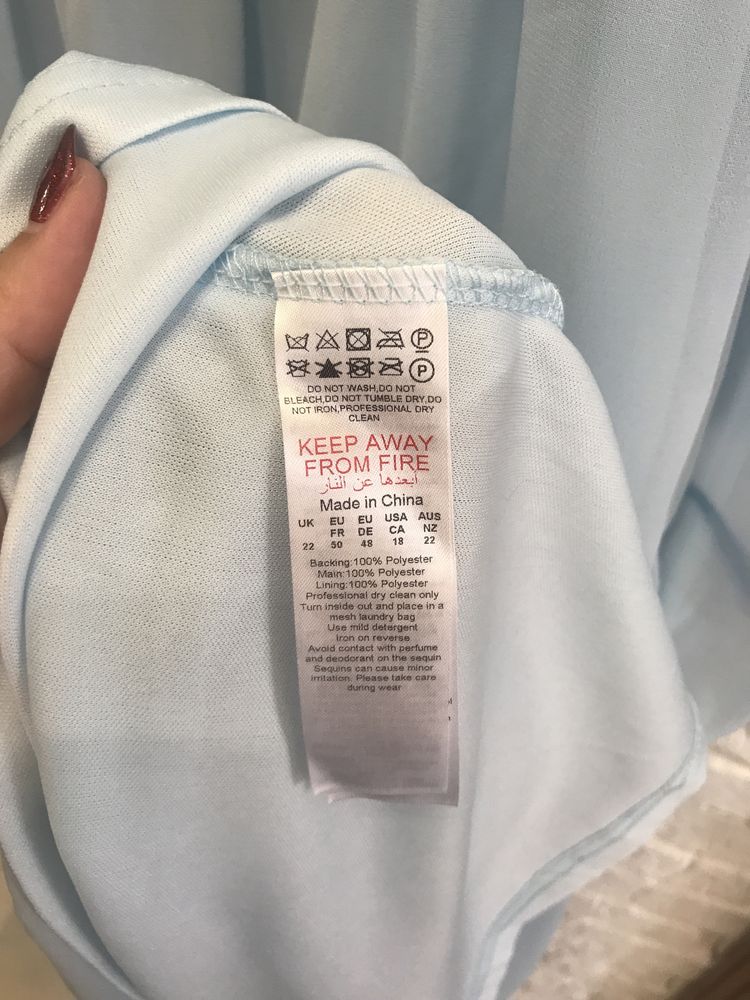 P
P
DO NOT WASH,DO NOT
BLEACH,DO NOT TUMBLE DRY,DO
NOT IRON,PROFESSIONAL DRY
CLEAN
KEEP AWAY
FROM FIRE
أبعدها عن النار
Made in China
UK EU EU USA AUS
FR DE CA NZ
22 50 48 18 22
Backing:100% Polyester
Main:100% Polyester
Lining:100% Polyester
Professional dry clean only
Turn inside out and place in a
mesh laundry bag
Use mild detergent
Iron on reverse
Avoid contact with perfume
and deodorant on the sequin
Sequins can cause minor
irritation. Please take care
during wear